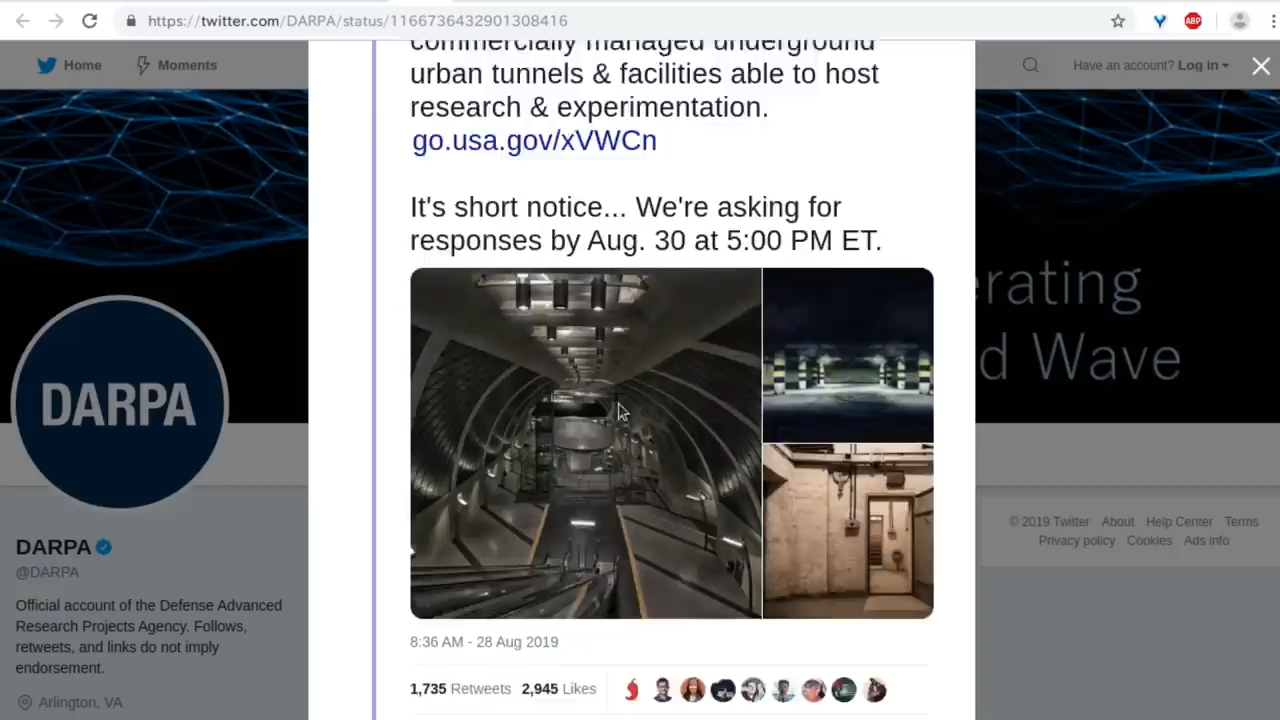 https://twitter.com/DARPA/status/1166736432901308416
ABP
Home
Moments
Have an account? Log in
commercially managed underground
urban tunnels & facilities able to host
research & experimentation.
go.usa.gov/xVWCn
It's short notice... We're asking for
responses by Aug. 30 at 5:00 PM ET.
8:36 AM - 28 Aug 2019
1,735 Retweets 2,945 Likes
DARPA
DARPA
@DARPA
Official account of the Defense Advanced
Research Projects Agency. Follows,
retweets, and links do not imply
endorsement.
Arlington, VA
erating
d Wave
© 2019 Twitter About Help Center Terms
Privacy policy Cookies Ads info